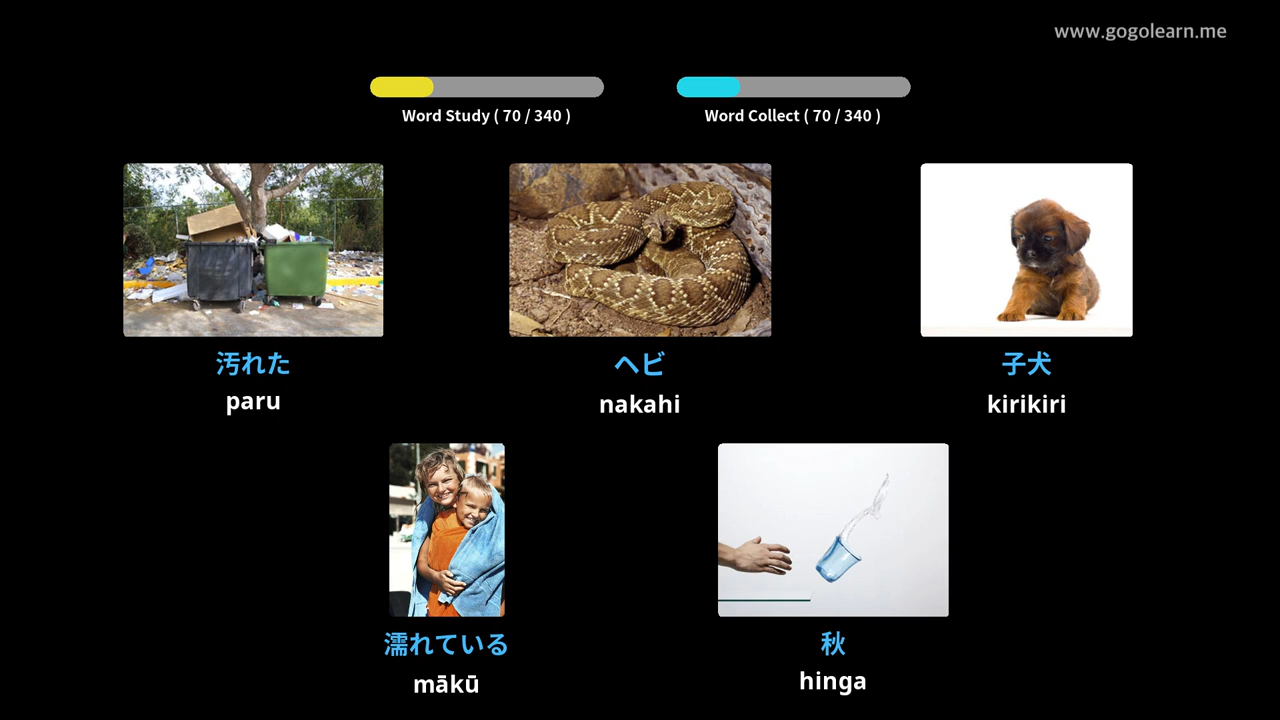 www.gogolearn.me
Word Study ( 70 / 340 )
Word Collect ( 70 / 340 )
汚れた
paru
ヘビ
nakahi
子犬
kirikiri
濡れている
mākū
秋
hinga